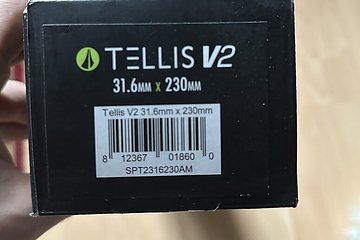 TELLIS V2
31.6MM X 230MM
Tellis V2 31.6mm x 230mm
8 12367 01860 0
SPT2316230AM